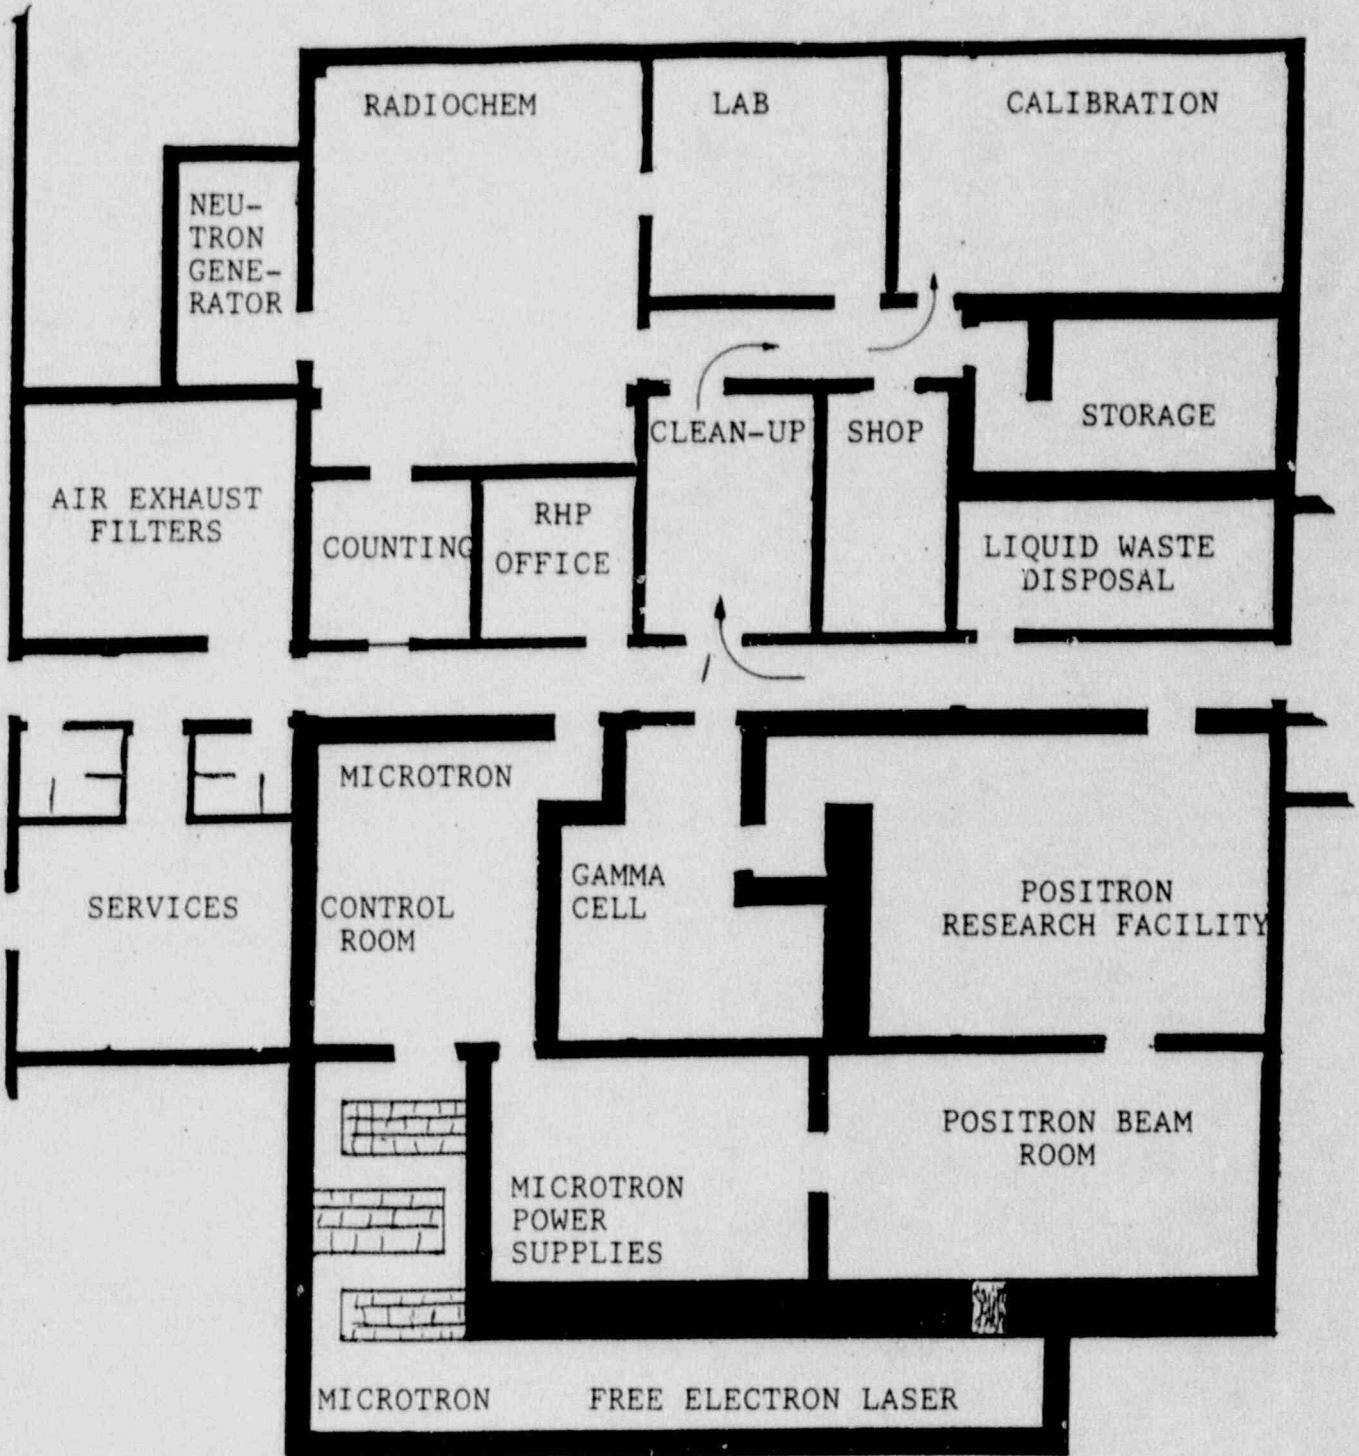 RADIOCHEM
LAB
CALIBRATION
NEU-
TRON
GENE-
RATOR
CLEAN-UP
SHOP
STORAGE
AIR EXHAUST
FILTERS
COUNTING
RHP
OFFICE
LIQUID WASTE
DISPOSAL
MICROTRON
CONTROL
ROOM
SERVICES
GAMMA
CELL
POSITRON
RESEARCH FACILITY
POSITRON BEAM
ROOM
MICROTRON
POWER
SUPPLIES
MICROTRON
FREE ELECTRON LASER